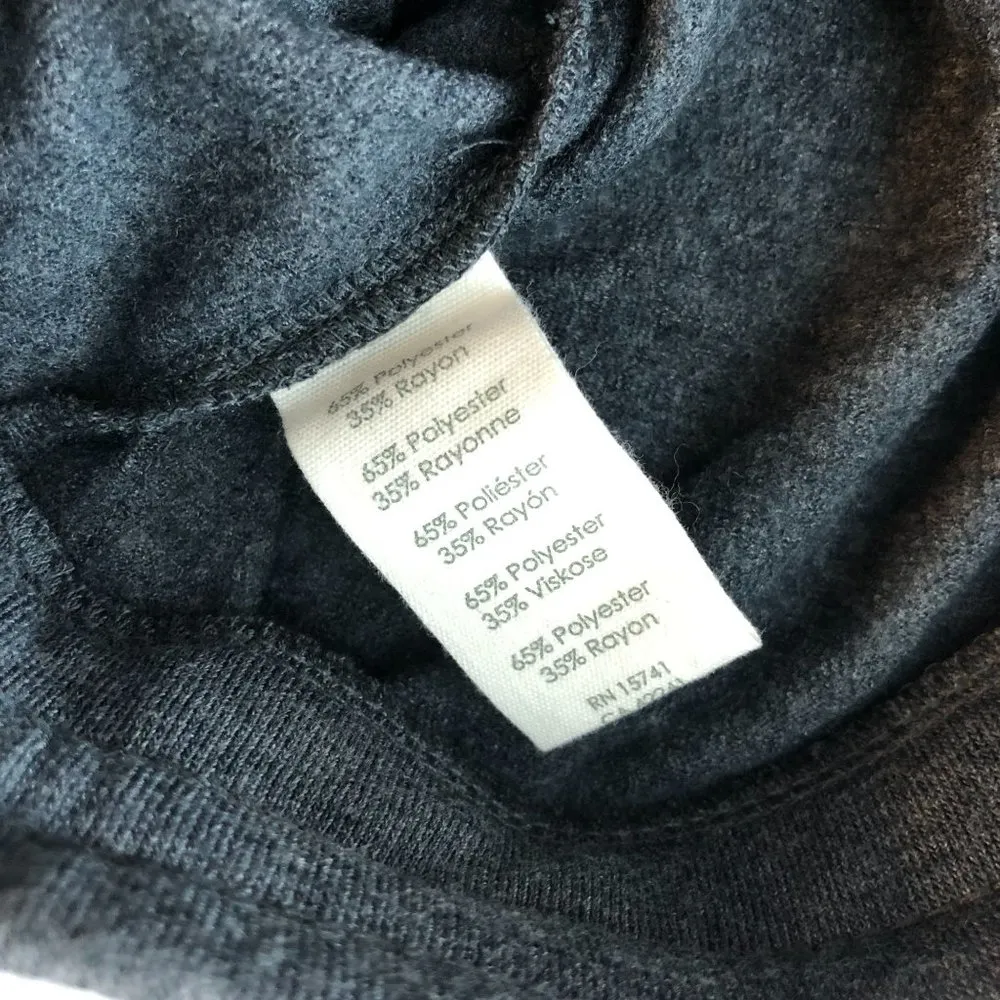 65% Polyester
35% Rayon
65% Polyester
35% Rayonne
65% Poliéster
35% Rayón
65% Polyester
35% Viskose
65% Polyester
35% Rayon
RN 15741
CA